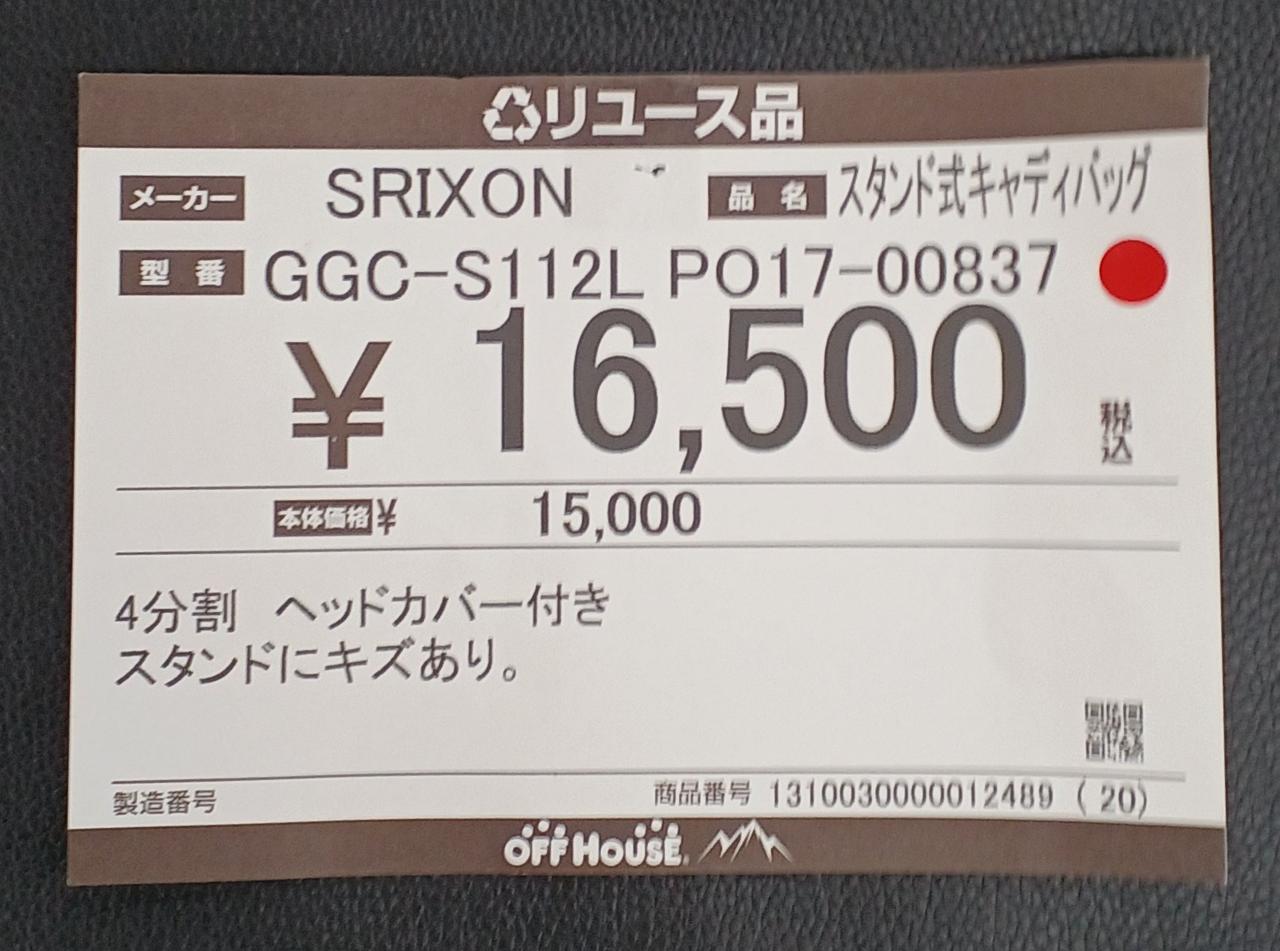 リユース品
メーカー SRIXON 品名 スタンド式キャディバッグ
型番 GGC-S112L PO17-00837
¥16,500 税込
本体価格¥ 15,000
4分割 ヘッドカバー付き
スタンドにキズあり。
製造番号 商品番号 1310030000012489 (20)
OFF HOUSE